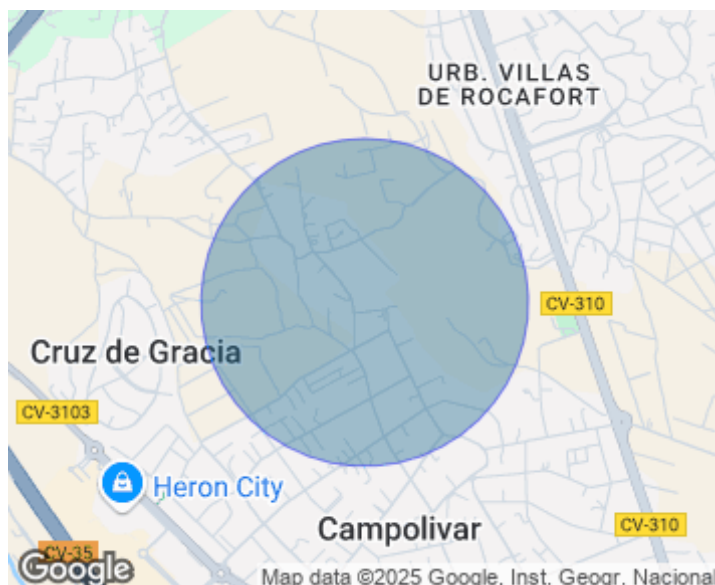 URB. VILLAS
DE ROCAFORT
CV-310
Cruz de Gracia
CV-3103
Heron City
Campolivar
CV-310
CV-35
Google
Map data ©2025 Google, Inst. Geogr. Nacional